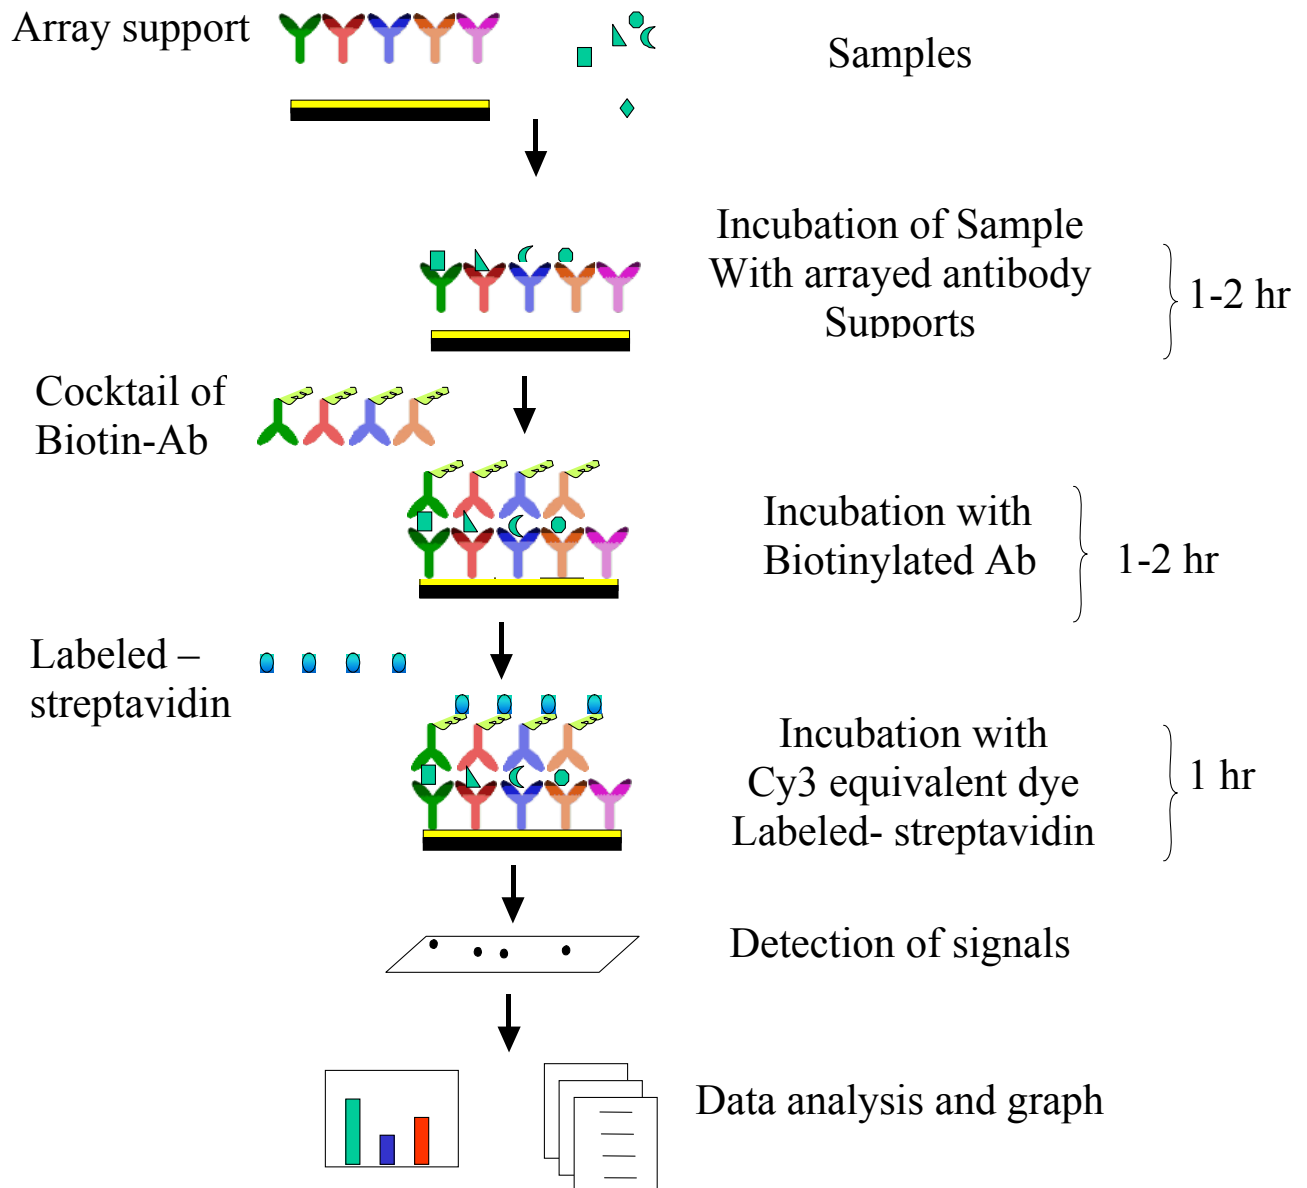 Array support
Samples
Incubation of Sample
With arrayed antibody
Supports
1-2 hr
Cocktail of
Biotin-Ab
Incubation with
Biotinylated Ab
1-2 hr
Labeled –
streptavidin
Incubation with
Cy3 equivalent dye
Labeled- streptavidin
1 hr
Detection of signals
Data analysis and graph